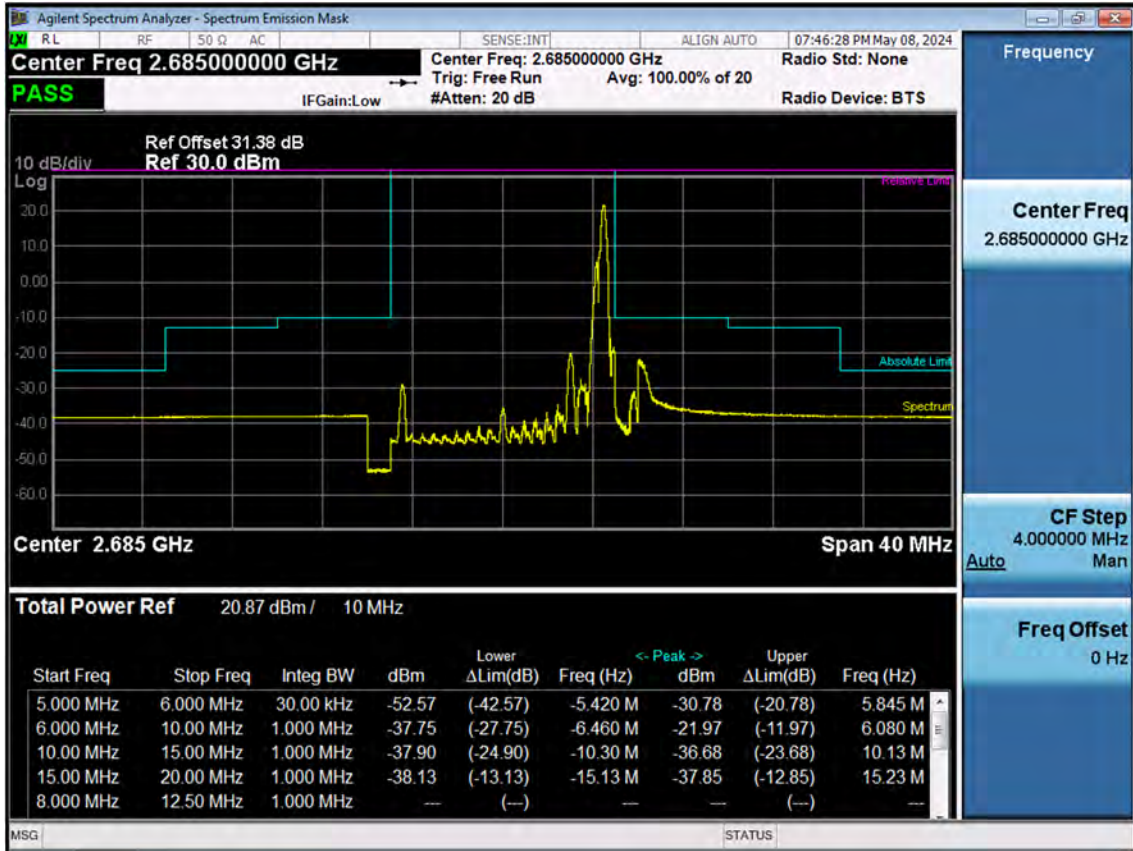 Agilent Spectrum Analyzer - Spectrum Emission Mask
LXI RL RF 50 Ω AC SENSE:INT ALIGN AUTO 07:46:28 PM May 08, 2024
Center Freq 2.685000000 GHz
PASS
IFGain:Low
Center Freq: 2.685000000 GHz
Trig: Free Run Avg: 100.00% of 20
#Atten: 20 dB
Radio Std: None
Radio Device: BTS
Ref Offset 31.38 dB
10 dB/div Ref 30.0 dBm
Log
Relative Limit
20.0
10.0
0.00
-10.0
-20.0
Absolute Limit
-30.0
Spectrum
-40.0
-50.0
-60.0
Center 2.685 GHz Span 40 MHz
Total Power Ref 20.87 dBm / 10 MHz
Lower <- Peak -> Upper
Start Freq Stop Freq Integ BW dBm ΔLim(dB) Freq (Hz) dBm ΔLim(dB) Freq (Hz)
5.000 MHz 6.000 MHz 30.00 kHz -52.57 (-42.57) -5.420 M -30.78 (-20.78) 5.845 M
6.000 MHz 10.00 MHz 1.000 MHz -37.75 (-27.75) -6.460 M -21.97 (-11.97) 6.080 M
10.00 MHz 15.00 MHz 1.000 MHz -37.90 (-24.90) -10.30 M -36.68 (-23.68) 10.13 M
15.00 MHz 20.00 MHz 1.000 MHz -38.13 (-13.13) -15.13 M -37.85 (-12.85) 15.23 M
8.000 MHz 12.50 MHz 1.000 MHz --- (---) --- --- (---) ---
MSG STATUS
Frequency
Center Freq
2.685000000 GHz
CF Step
4.000000 MHz
Auto Man
Freq Offset
0 Hz